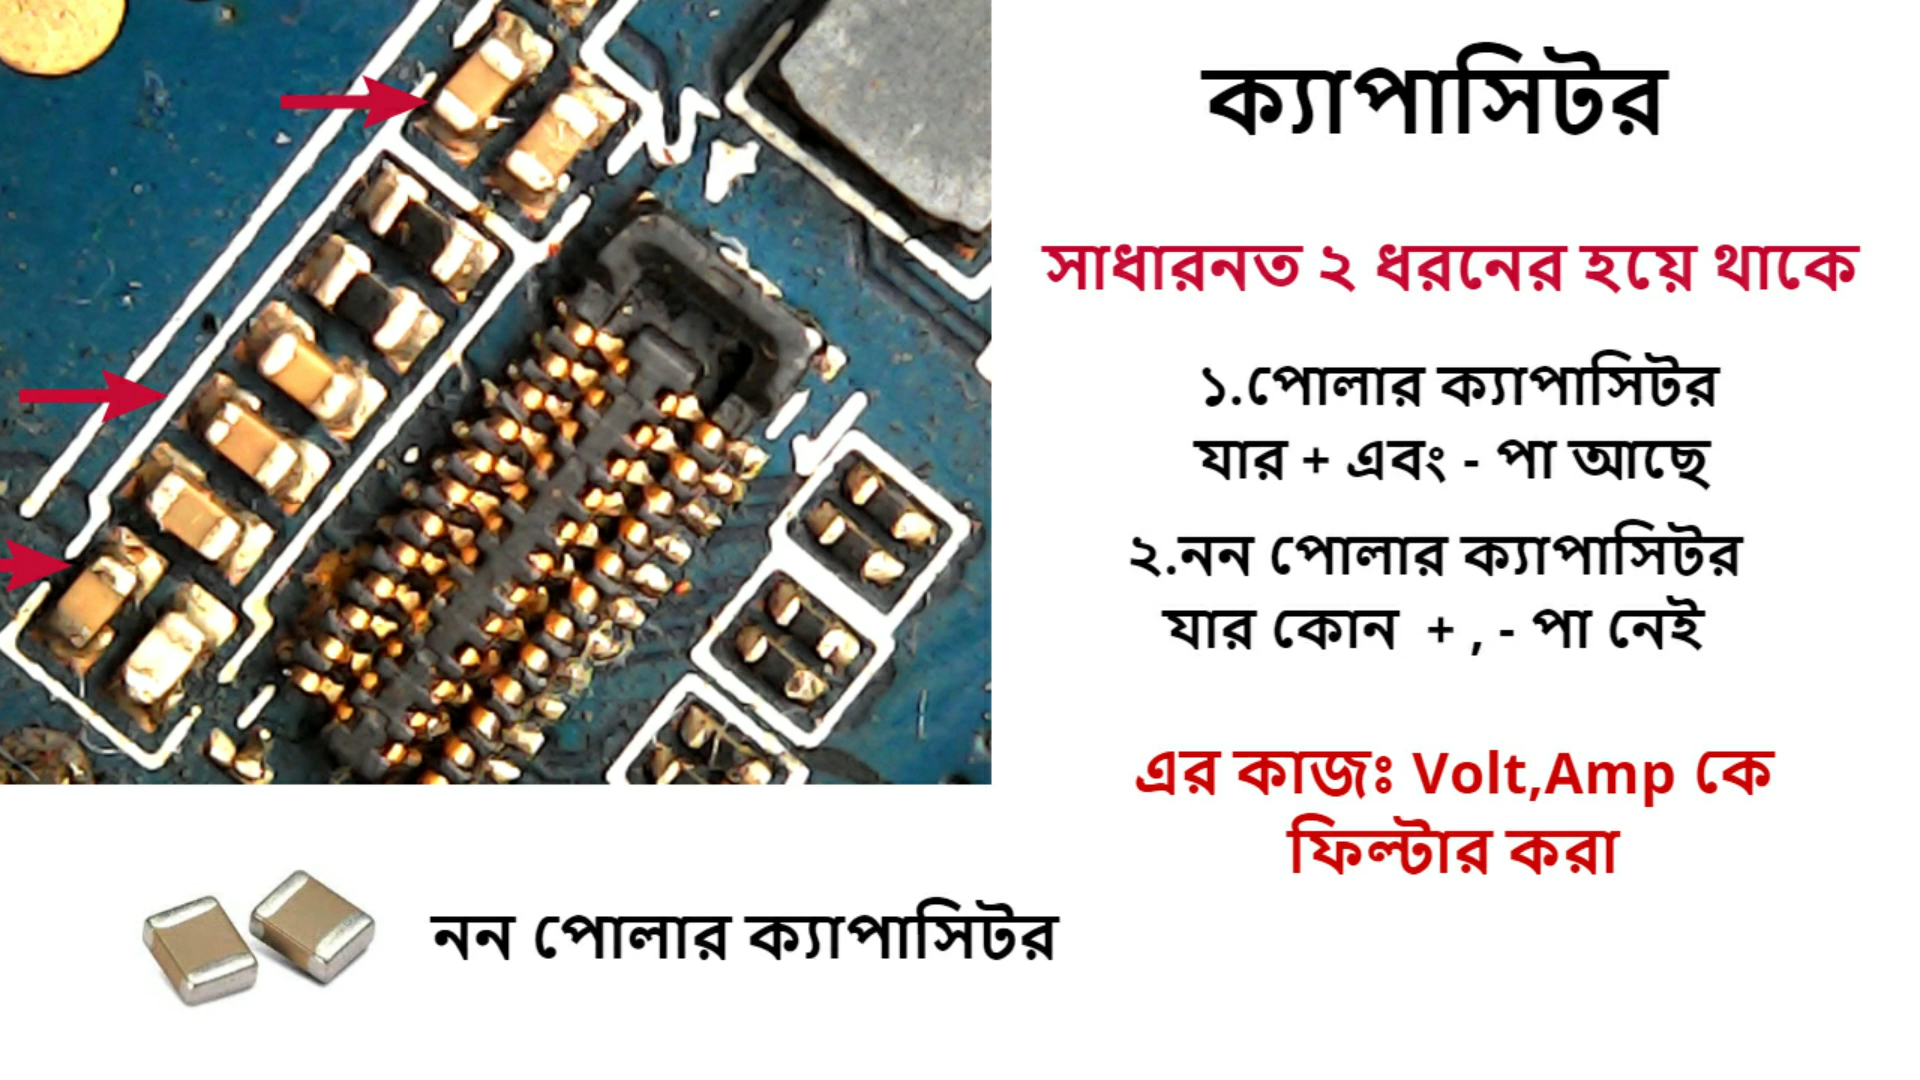 ক্যাপাসিটর
সাধারনত ২ ধরনের হয়ে থাকে
১.পোলার ক্যাপাসিটর
যার + এবং - পা আছে
২.নন পোলার ক্যাপাসিটর
যার কোন + , - পা নেই
এর কাজঃ Volt,Amp কে
ফিল্টার করা
নন পোলার ক্যাপাসিটর